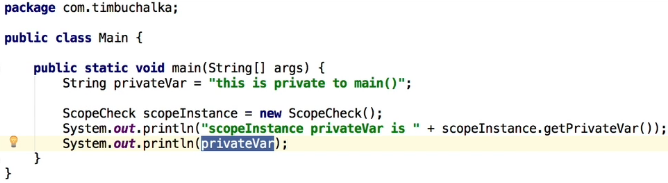 package com.timbuchalka;
public class Main {
public static void main(String[] args) {
String privateVar = "this is private to main()";
ScopeCheck scopeInstance = new ScopeCheck();
System.out.println("scopeInstance privateVar is " + scopeInstance.getPrivateVar());
System.out.println(privateVar);
}
}